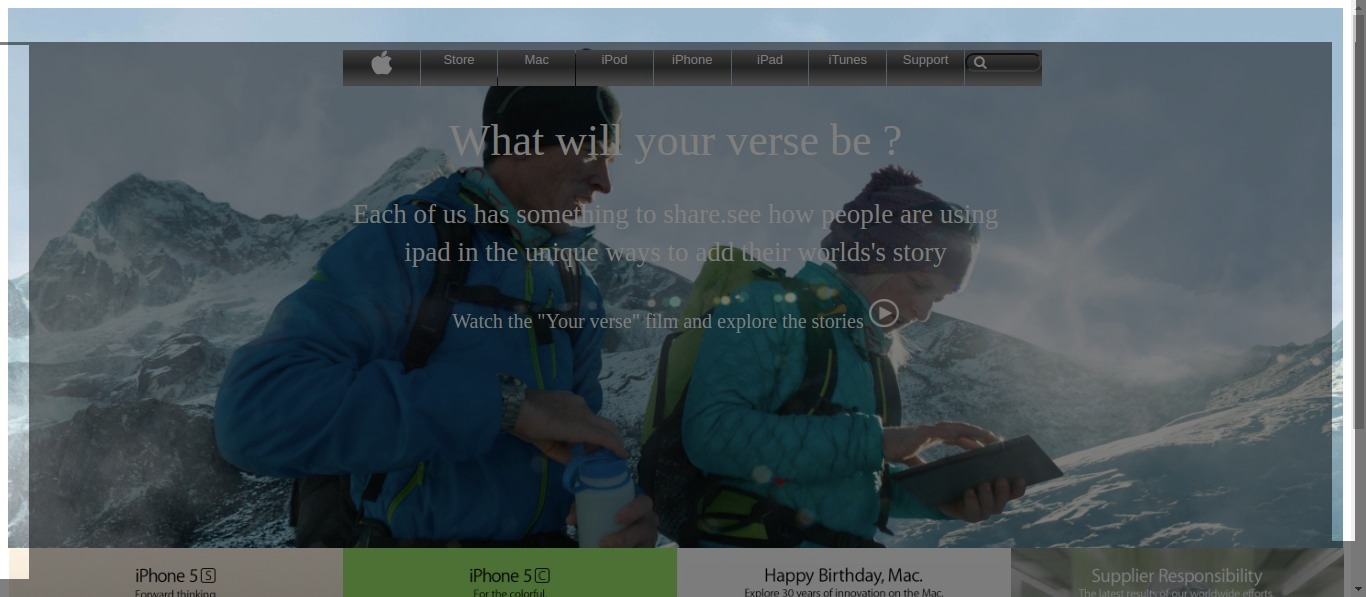 Store Mac iPod iPhone iPad iTunes Support
What will your verse be ?
Each of us has something to share.see how people are using
ipad in the unique ways to add their worlds's story
Watch the "Your verse" film and explore the stories
iPhone 5S
Forward thinking.
iPhone 5C
For the colorful.
Happy Birthday, Mac.
Explore 30 years of innovation on the Mac.
Supplier Responsibility
The latest results of our worldwide efforts.